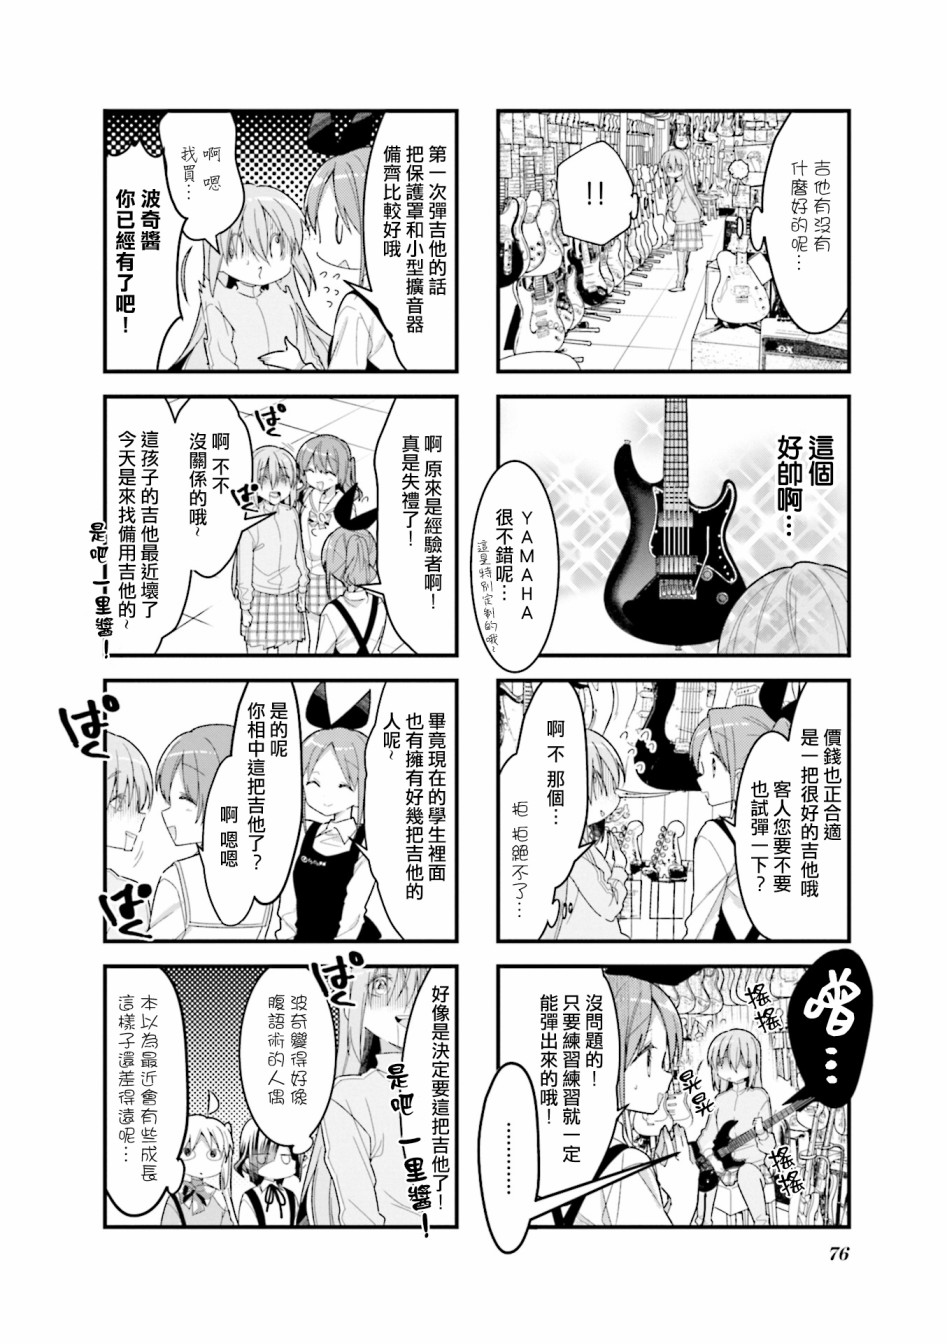 吉他有沒有
什麼好的呢…
!!
OX
這個
好帥啊…
YAMAHA
很不錯呢…
這是特別定制的哦~
價錢也正合適
是一把很好的吉他哦
客人您要不要
也試彈一下?
啊 不 那個…
拒 拒絕不了…
噌…
搖搖
搖搖
晃晃
沒問題的!
只要練習練習就一定
能彈出來的哦!
………
第一次彈吉他的話
把保護罩和小型擴音器
備齊比較好哦
啊 嗯
我買…
波奇醬
你已經有了吧!
啊 原來是經驗者啊!
真是失禮了!
ぱく
啊 不不
沒關係的哦~
ぱく
這孩子的吉他最近壞了
今天是來找備用吉他的~
是吧 一里醬!
畢竟現在的學生裡面
也有擁有好幾把吉他的
人呢~
是的呢
你相中這把吉他了?
啊 嗯嗯
ぱく
ぱく
好像是決定要這把吉他了!
是吧 一里醬!
ぱく
波奇變得好像
腹語術的人偶
本以為最近會有些成長
這樣子還差得遠呢…
76